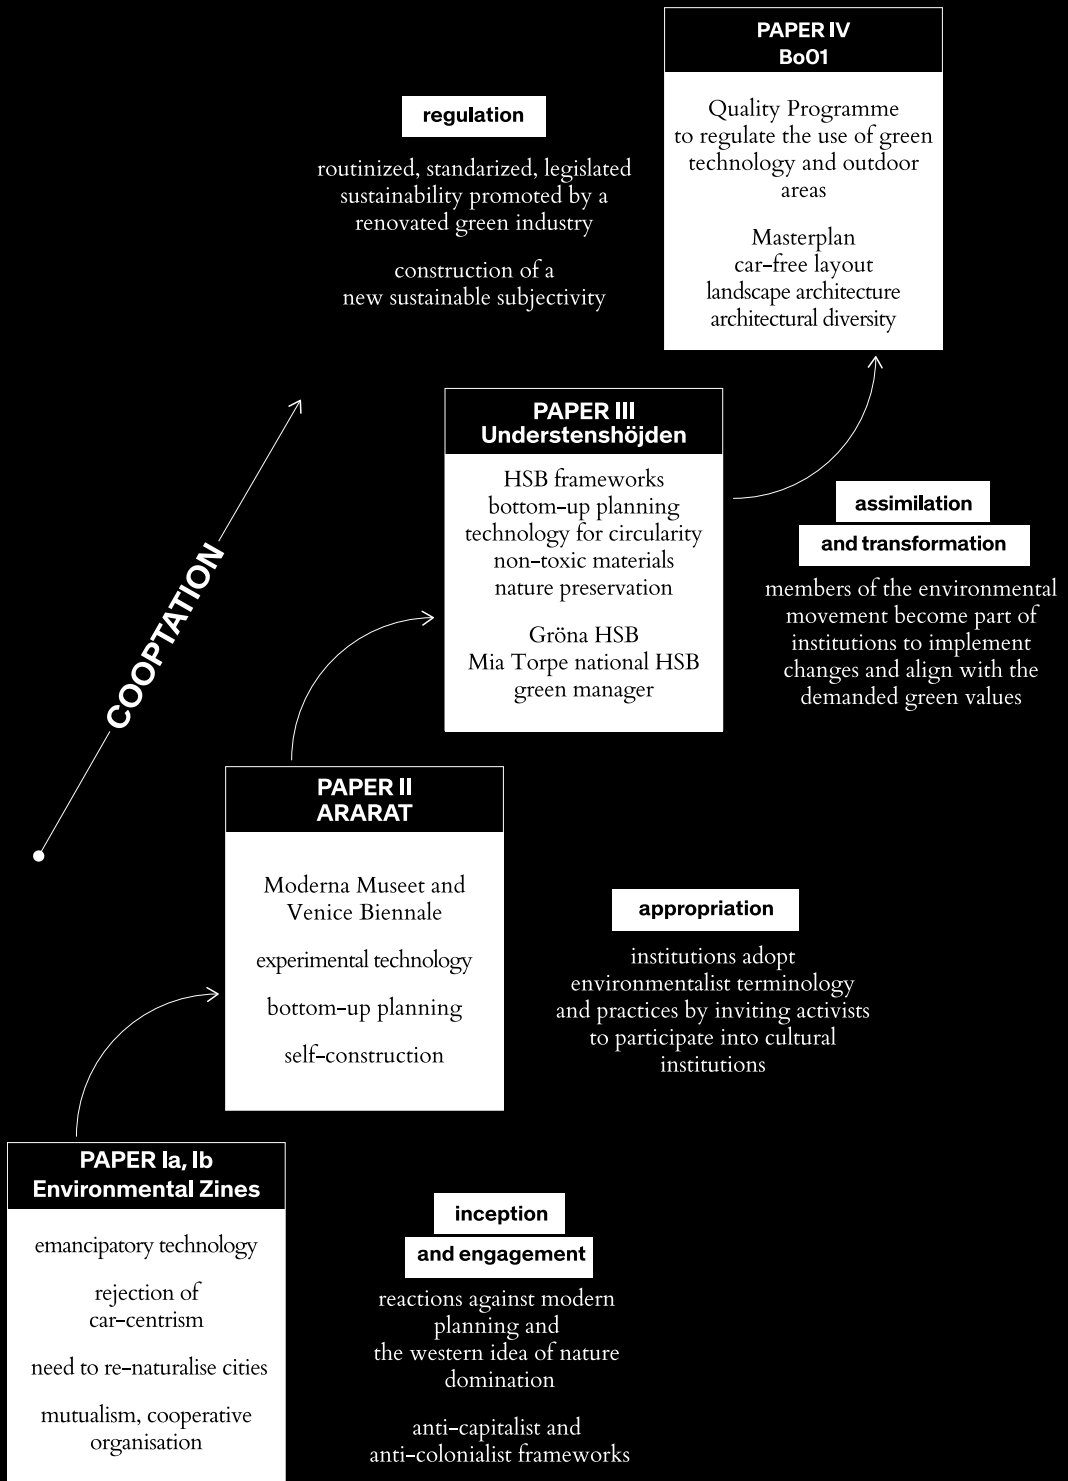 PAPER IV
Bo01
Quality Programme
to regulate the use of green
technology and outdoor
areas
Masterplan
car-free layout
landscape architecture
architectural diversity
regulation
routinized, standarized, legislated
sustainability promoted by a
renovated green industry
construction of a
new sustainable subjectivity
COOPTATION
PAPER III
Understenshöjden
HSB frameworks
bottom-up planning
technology for circularity
non-toxic materials
nature preservation
Gröna HSB
Mia Torpe national HSB
green manager
assimilation
and transformation
members of the environmental
movement become part of
institutions to implement
changes and align with the
demanded green values
PAPER II
ARARAT
Moderna Museet and
Venice Biennale
experimental technology
bottom-up planning
self-construction
appropriation
institutions adopt
environmentalist terminology
and practices by inviting activists
to participate into cultural
institutions
PAPER Ia, Ib
Environmental Zines
emancipatory technology
rejection of
car-centrism
need to re-naturalise cities
mutualism, cooperative
organisation
inception
and engagement
reactions against modern
planning and
the western idea of nature
domination
anti-capitalist and
anti-colonialist frameworks